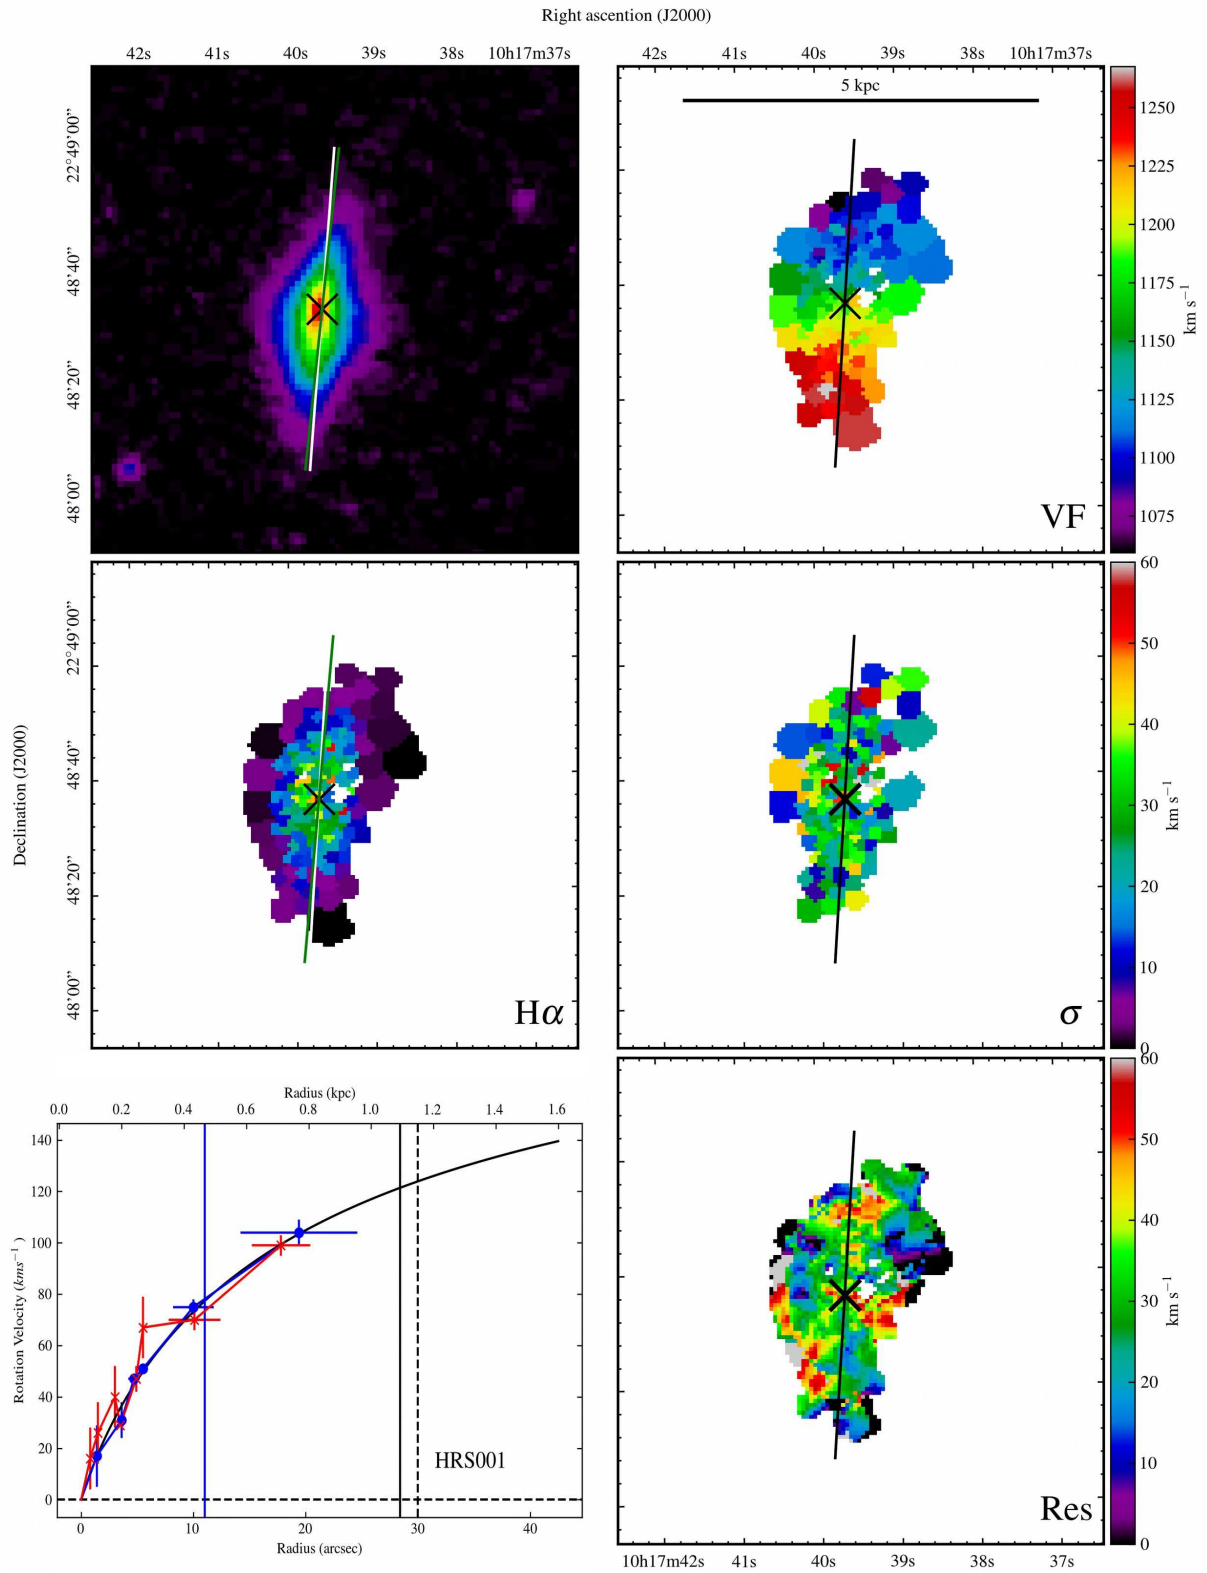 Right ascention (J2000)
42s 41s 40s 39s 38s 10h17m37s
42s 41s 40s 39s 38s 10h17m37s
22°49'00"
48'40"
48'20"
48'00"
5 kpc
VF
1250
1225
1200
1175
1150
1125
1100
1075
km s⁻¹
Declination (J2000)
22°49'00"
48'40"
48'20"
48'00"
Hα
σ
60
50
40
30
20
10
0
km s⁻¹
Radius (kpc)
0.0 0.2 0.4 0.6 0.8 1.0 1.2 1.4 1.6
Rotation Velocity (kms⁻¹)
140
120
100
80
60
40
20
0
HRS001
0 10 20 30 40
Radius (arcsec)
Res
60
50
40
30
20
10
0
km s⁻¹
10h17m42s 41s 40s 39s 38s 37s